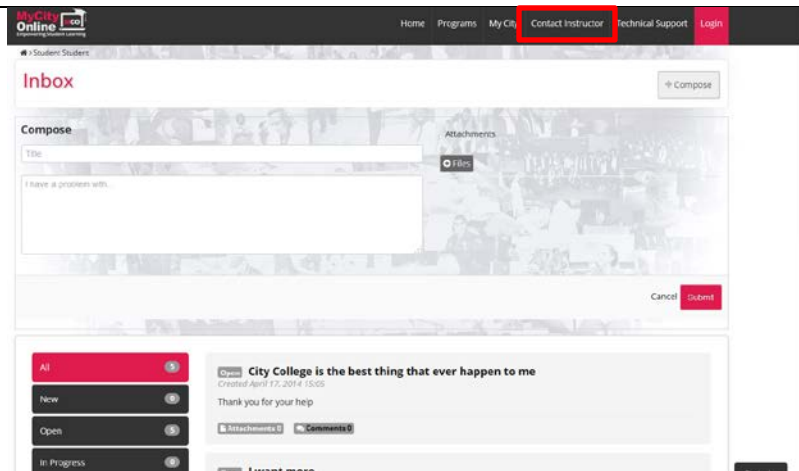 MyCity
Online
Empowering Student Learning
Home Programs My City Contact Instructor Technical Support Login
> Student Student
Inbox
+ Compose
Compose
Attachments
Title
Files
I have a problem with..
Cancel Submit
All 5
New 0
Open 5
In Progress 0
Open City College is the best thing that ever happen to me
Created April 17, 2014 15:05
Thank you for your help
Attachments 0 Comments 0
I want more